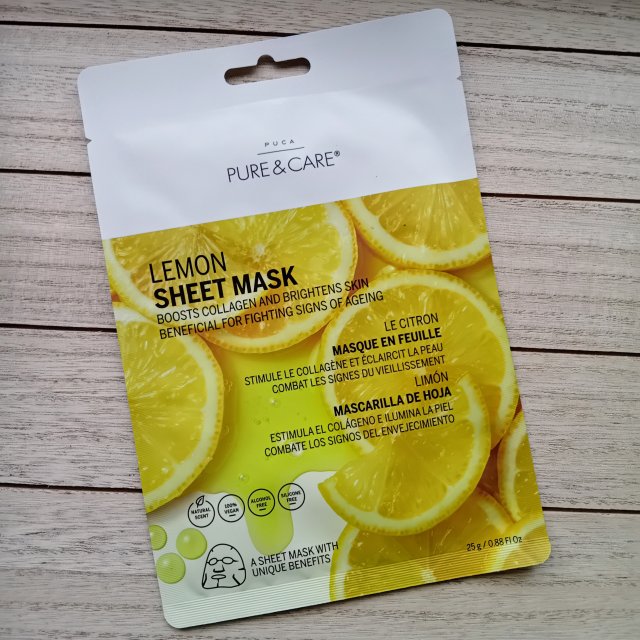 PUCA
PURE & CARE®
LEMON
SHEET MASK
BOOSTS COLLAGEN AND BRIGHTENS SKIN
BENEFICIAL FOR FIGHTING SIGNS OF AGEING
LE CITRON
MASQUE EN FEUILLE
STIMULE LE COLLAGÈNE ET ÉCLAIRCIT LA PEAU
COMBAT LES SIGNES DU VIEILLISSEMENT
LIMÓN
MASCARILLA DE HOJA
ESTIMULA EL COLÁGENO E ILUMINA LA PIEL
COMBATE LOS SIGNOS DEL ENVEJECIMIENTO
NATURAL SCENT
100% VEGAN
ALCOHOL FREE
SILICONE FREE
A SHEET MASK WITH
UNIQUE BENEFITS
25 g / 0.88 Fl Oz